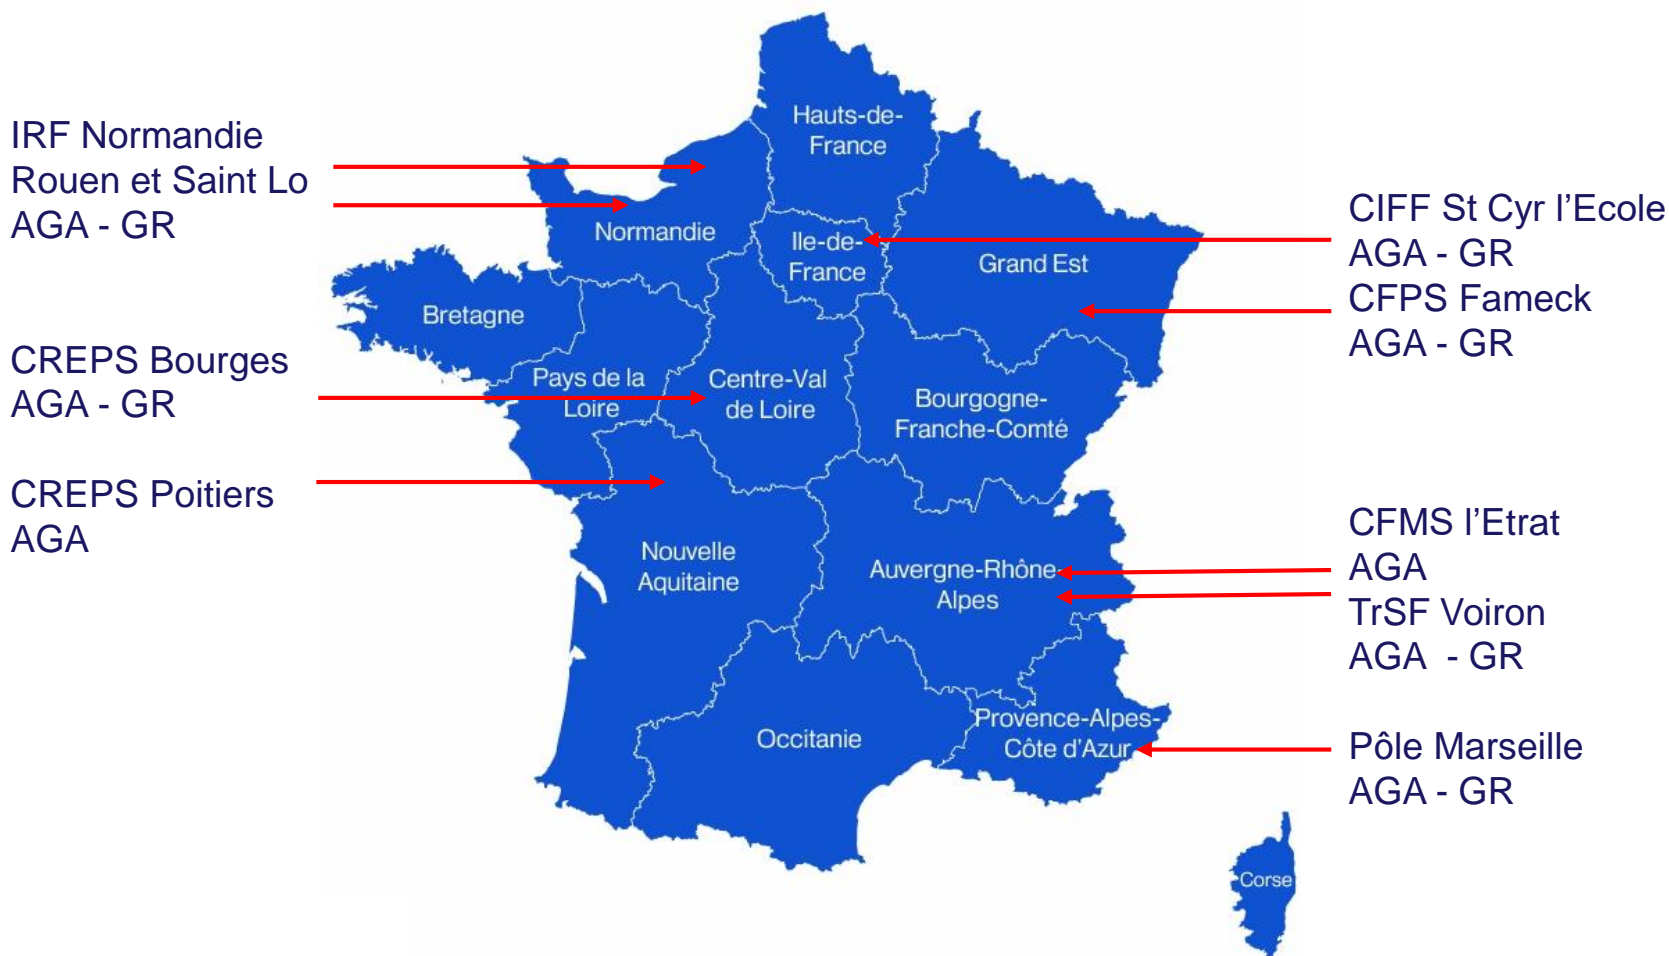 IRF Normandie
Rouen et Saint Lo
AGA - GR
CREPS Bourges
AGA - GR
CREPS Poitiers
AGA
Hauts-de-
France
Normandie
Ile-de-
France
Grand Est
Bretagne
Pays de la
Loire
Centre-Val
de Loire
Bourgogne-
Franche-Comté
Nouvelle
Aquitaine
Auvergne-Rhône-
Alpes
Occitanie
Provence-Alpes-
Côte d'Azur
Corse
CIFF St Cyr l’Ecole
AGA - GR
CFPS Fameck
AGA - GR
CFMS l’Etrat
AGA
TrSF Voiron
AGA  - GR
Pôle Marseille
AGA - GR